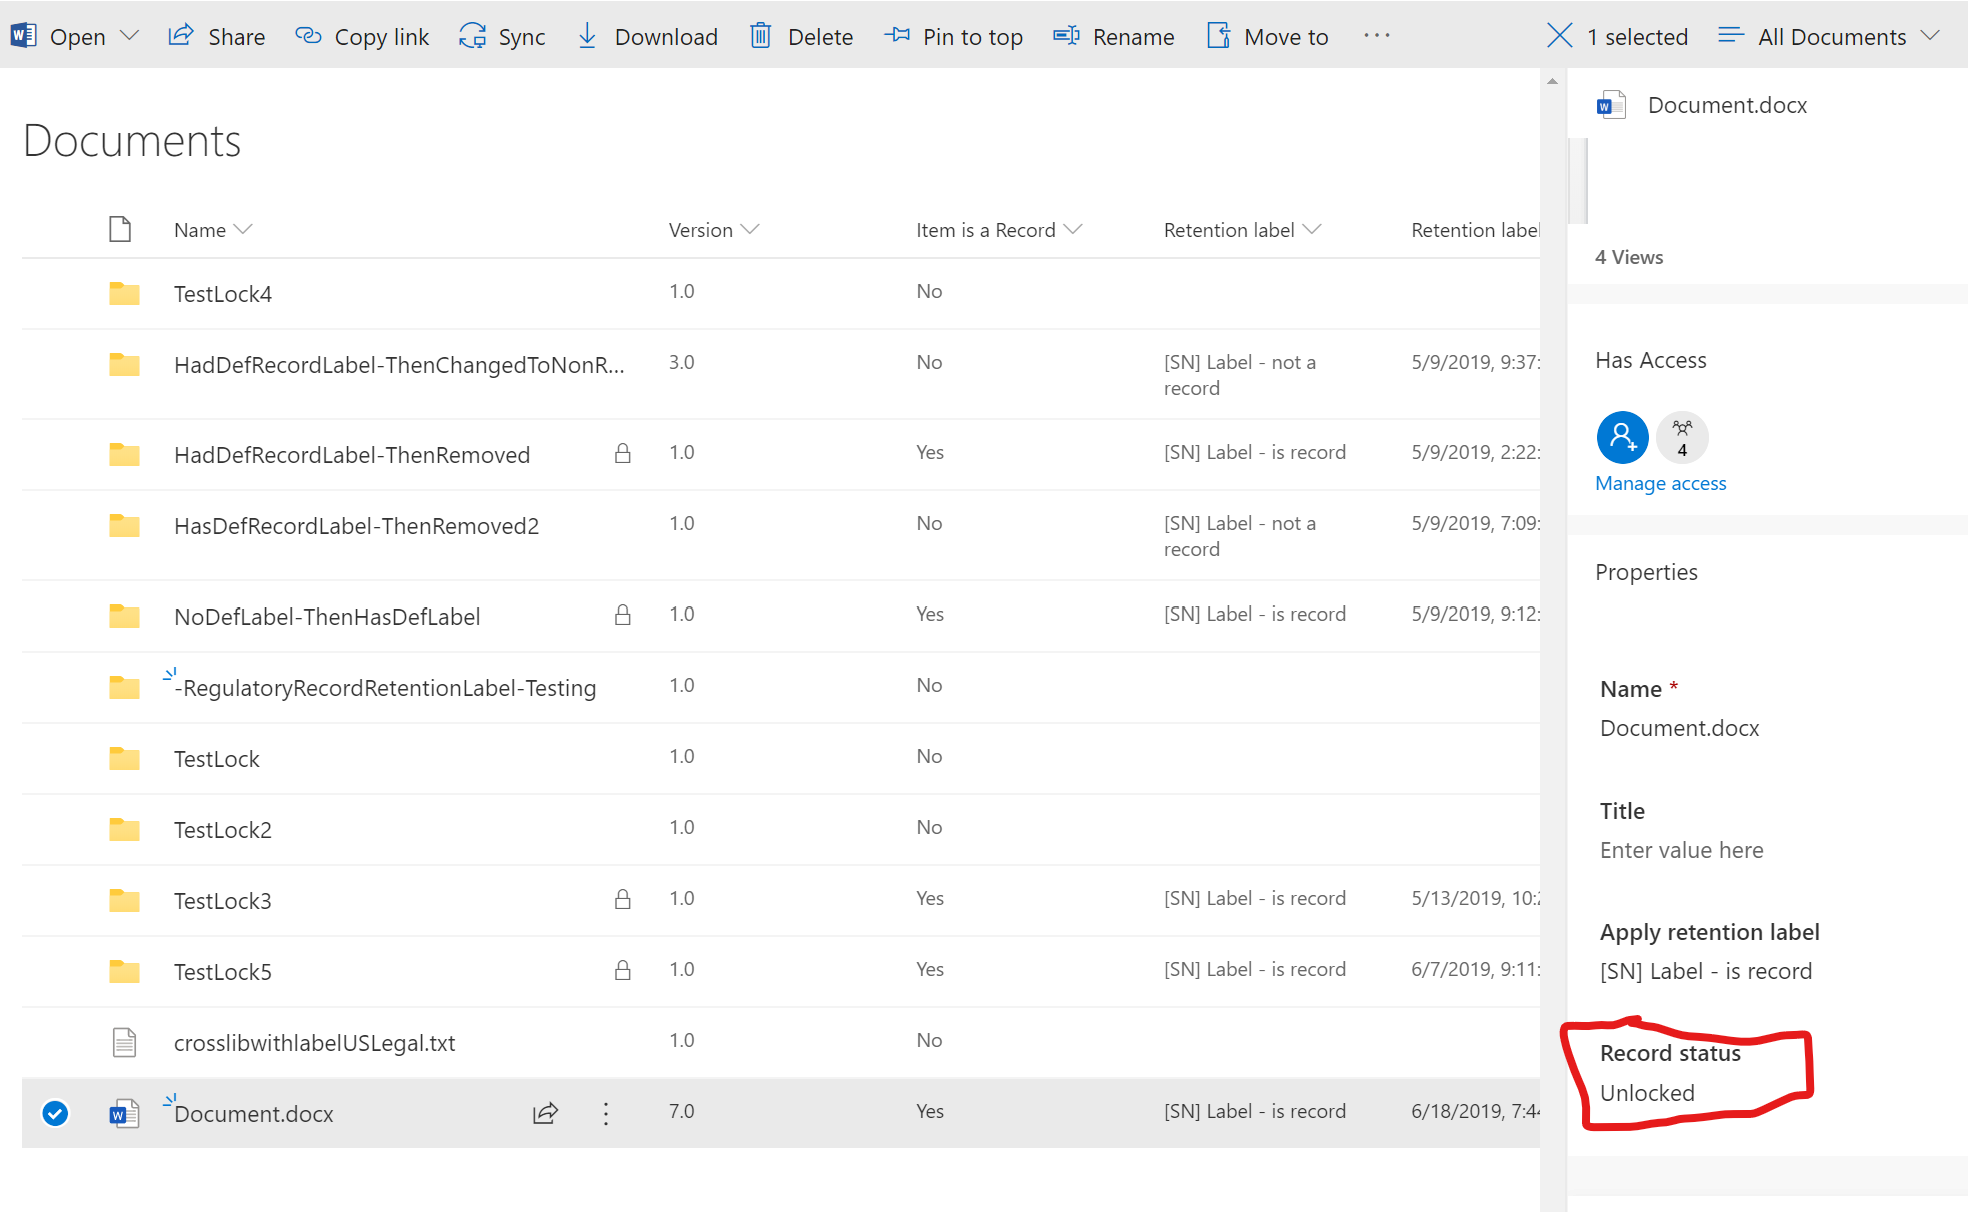 Open Share Copy link Sync Download Delete Pin to top Rename Move to ··· 1 selected All Documents
Documents
Name Version Item is a Record Retention label Retention label
TestLock4 1.0 No
HadDefRecordLabel-ThenChangedToNonR... 3.0 No [SN] Label - not a record 5/9/2019, 9:37:
HadDefRecordLabel-ThenRemoved 1.0 Yes [SN] Label - is record 5/9/2019, 2:22:
HasDefRecordLabel-ThenRemoved2 1.0 No [SN] Label - not a record 5/9/2019, 7:09:
NoDefLabel-ThenHasDefLabel 1.0 Yes [SN] Label - is record 5/9/2019, 9:12:
-RegulatoryRecordRetentionLabel-Testing 1.0 No
TestLock 1.0 No
TestLock2 1.0 No
TestLock3 1.0 Yes [SN] Label - is record 5/13/2019, 10:2
TestLock5 1.0 Yes [SN] Label - is record 6/7/2019, 9:11:
crosslibwithlabelUSLegal.txt 1.0 No
Document.docx 7.0 Yes [SN] Label - is record 6/18/2019, 7:44
Document.docx
4 Views
Has Access
4
Manage access
Properties
Name *
Document.docx
Title
Enter value here
Apply retention label
[SN] Label - is record
Record status
Unlocked